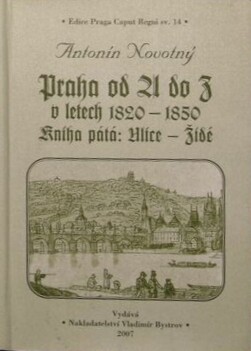 • Edice Praga Caput Regni sv. 14 •
Antonín Novotný
Praha od A do Z
v letech 1820 – 1850
Kniha pátá: Ulice – Židé
Vydává
• Nakladatelství Vladimír Bystrov •
2007